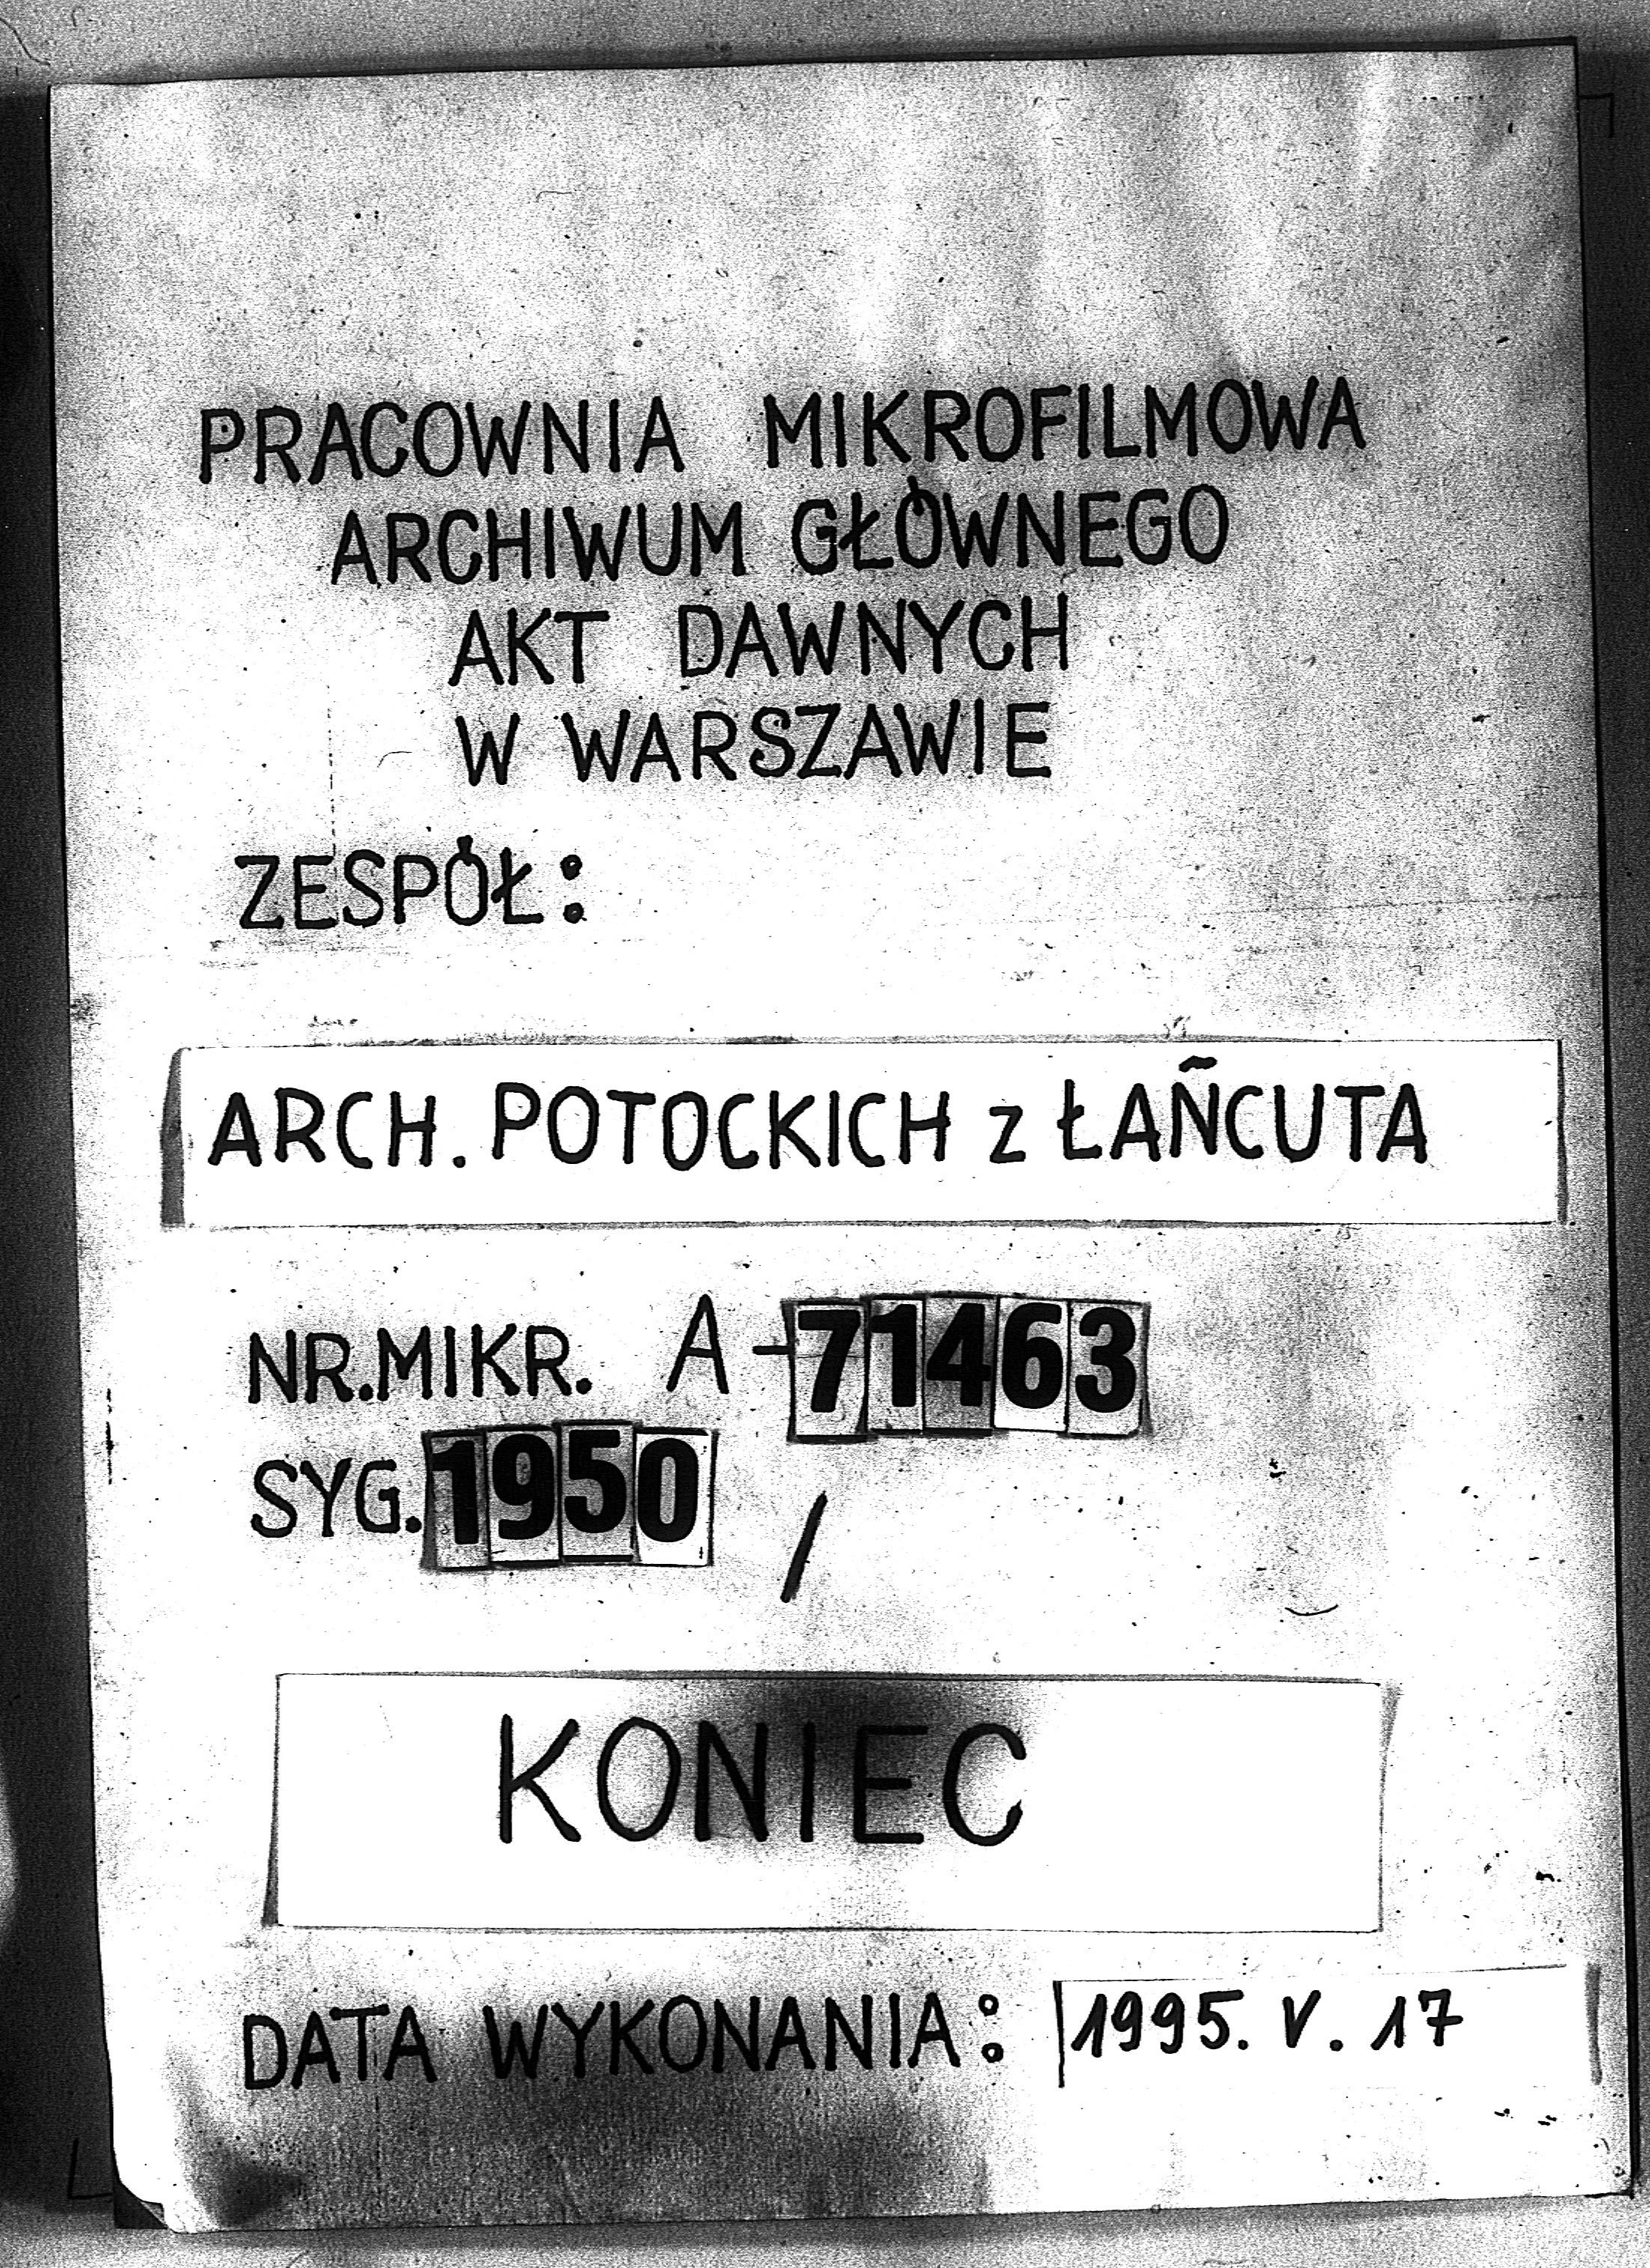 PRACOWNIA MIKROFILMOWA
ARCHIWUM GŁÓWNEGO
AKT DAWNYCH
W WARSZAWIE
ZESPÓŁ:
ARCH. POTOCKICH z ŁAŃCUTA
NR.MIKR. A-71463
SYG. 1950 /
KONIEC
DATA WYKONANIA: 1995. V. 17